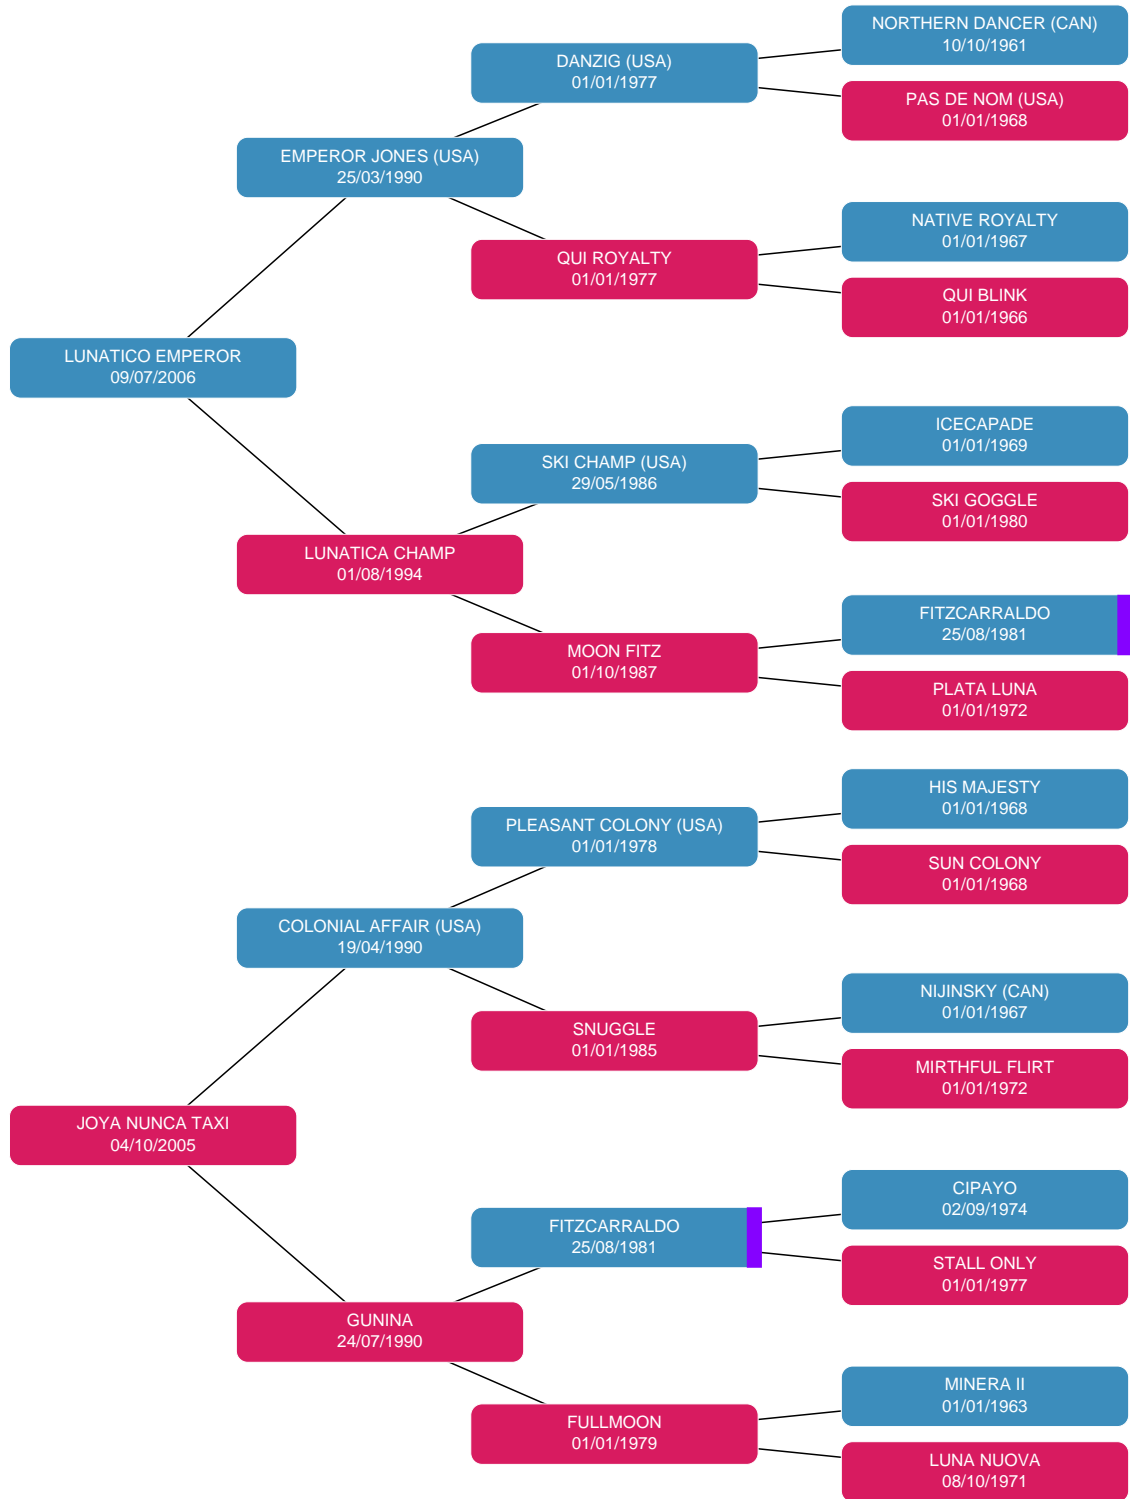 NORTHERN DANCER (CAN)
10/10/1961
DANZIG (USA)
01/01/1977
PAS DE NOM (USA)
01/01/1968
EMPEROR JONES (USA)
25/03/1990
NATIVE ROYALTY
01/01/1967
QUI ROYALTY
01/01/1977
QUI BLINK
01/01/1966
LUNATICO EMPEROR
09/07/2006
ICECAPADE
01/01/1969
SKI CHAMP (USA)
29/05/1986
SKI GOGGLE
01/01/1980
LUNATICA CHAMP
01/08/1994
FITZCARRALDO
25/08/1981
MOON FITZ
01/10/1987
PLATA LUNA
01/01/1972
HIS MAJESTY
01/01/1968
PLEASANT COLONY (USA)
01/01/1978
SUN COLONY
01/01/1968
COLONIAL AFFAIR (USA)
19/04/1990
NIJINSKY (CAN)
01/01/1967
SNUGGLE
01/01/1985
MIRTHFUL FLIRT
01/01/1972
JOYA NUNCA TAXI
04/10/2005
CIPAYO
02/09/1974
FITZCARRALDO
25/08/1981
STALL ONLY
01/01/1977
GUNINA
24/07/1990
MINERA II
01/01/1963
FULLMOON
01/01/1979
LUNA NUOVA
08/10/1971